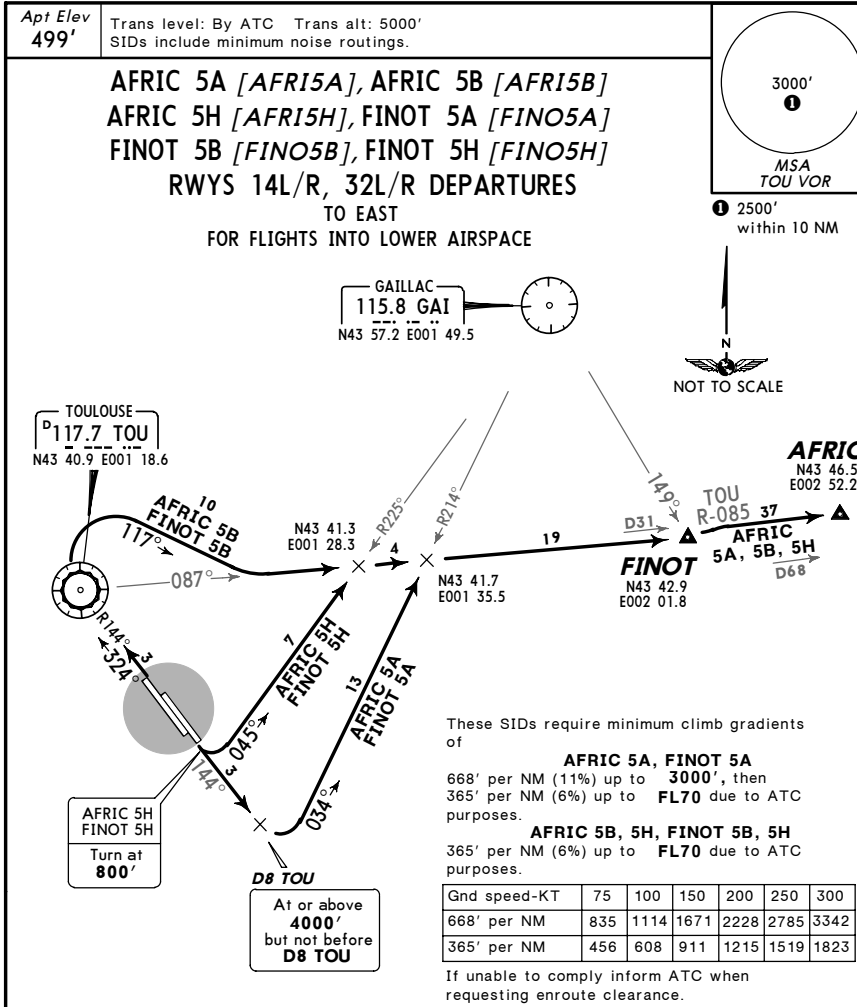 Apt Elev
499'
Trans level: By ATC Trans alt: 5000'
SIDs include minimum noise routings.
3000'
1
MSA
TOU VOR
1 2500'
within 10 NM
AFRIC 5A [AFRI5A], AFRIC 5B [AFRI5B]
AFRIC 5H [AFRI5H], FINOT 5A [FINO5A]
FINOT 5B [FINO5B], FINOT 5H [FINO5H]
RWYS 14L/R, 32L/R DEPARTURES
TO EAST
FOR FLIGHTS INTO LOWER AIRSPACE
GAILLAC
115.8 GAI
N43 57.2 E001 49.5
N
NOT TO SCALE
TOULOUSE
D 117.7 TOU
N43 40.9 E001 18.6
AFRIC
N43 46.5
E002 52.2
10
AFRIC 5B
FINOT 5B
117°
087°
N43 41.3
E001 28.3
R225°
R214°
149°
4
N43 41.7
E001 35.5
19
D31
TOU
R-085
37
AFRIC
5A, 5B, 5H
D68
FINOT
N43 42.9
E002 01.8
R144°
324°
3
7
AFRIC 5H
FINOT 5H
045°
13
AFRIC 5A
FINOT 5A
034°
144°
3
AFRIC 5H
FINOT 5H
Turn at
800'
D8 TOU
At or above
4000'
but not before
D8 TOU
These SIDs require minimum climb gradients
of
AFRIC 5A, FINOT 5A
668' per NM (11%) up to 3000', then
365' per NM (6%) up to FL70 due to ATC
purposes.
AFRIC 5B, 5H, FINOT 5B, 5H
365' per NM (6%) up to FL70 due to ATC
purposes.
Gnd speed-KT 75 100 150 200 250 300
668' per NM 835 1114 1671 2228 2785 3342
365' per NM 456 608 911 1215 1519 1823
If unable to comply inform ATC when
requesting enroute clearance.